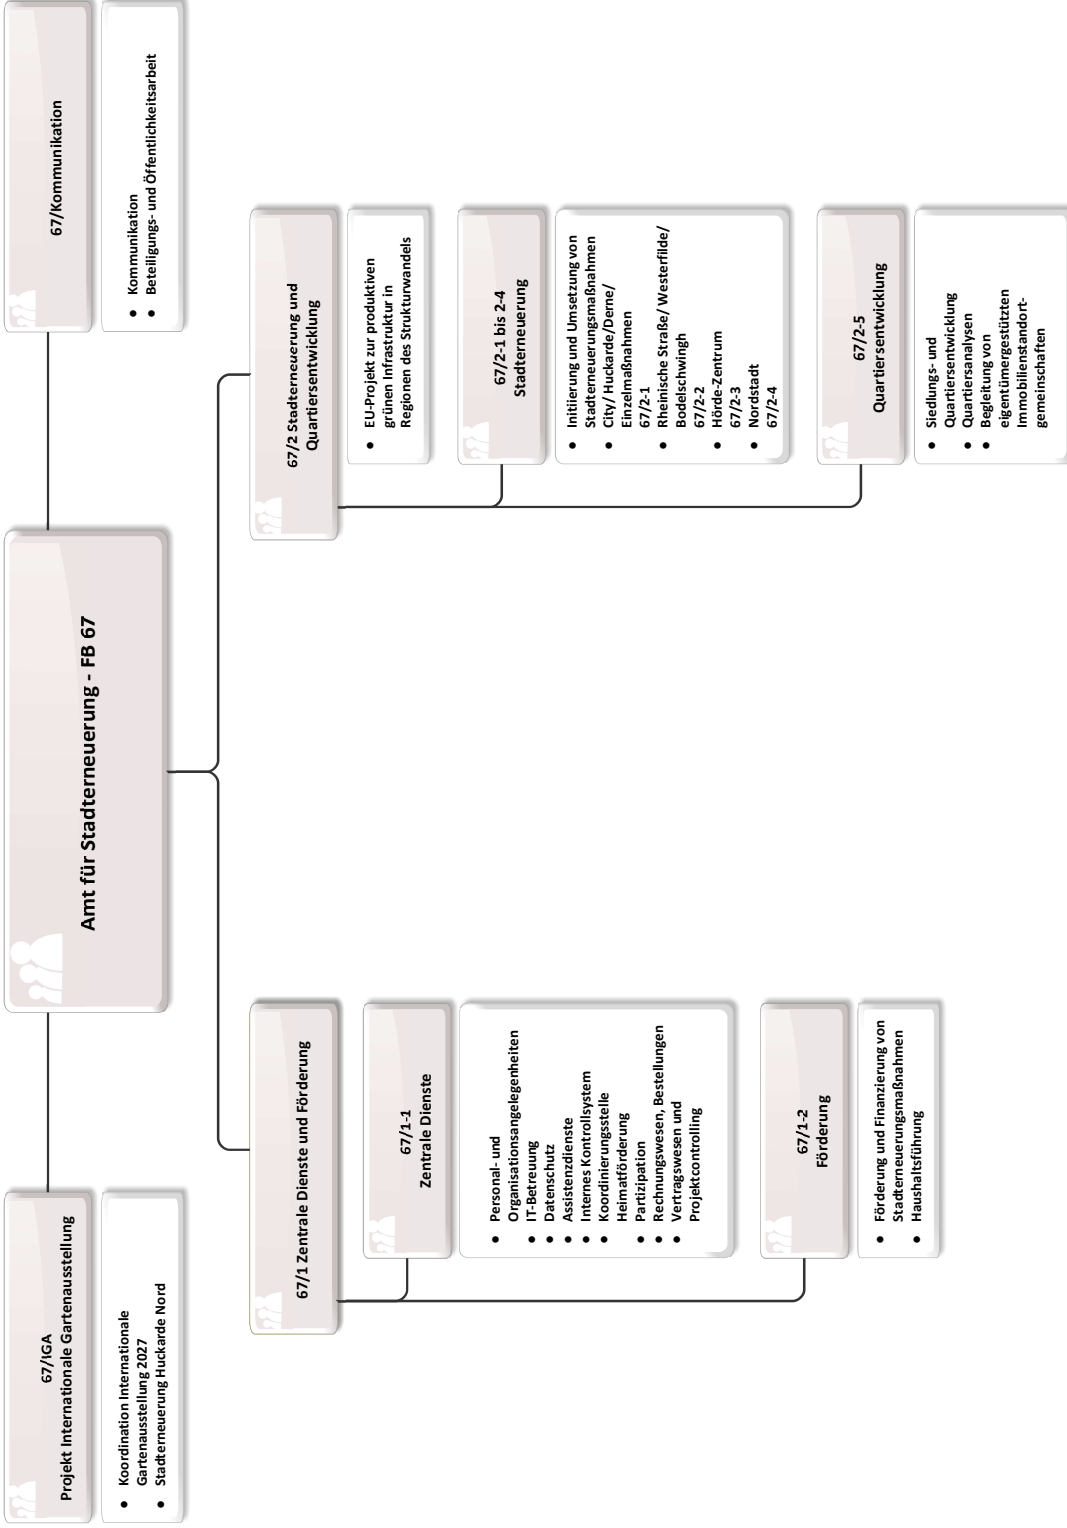 Amt für Stadterneuerung - FB 67
67/IGA
Projekt Internationale Gartenausstellung
• Koordination Internationale
Gartenausstellung 2027
• Stadterneuerung Huckarde Nord
67/Kommunikation
• Kommunikation
• Beteiligungs- und Öffentlichkeitsarbeit
67/1 Zentrale Dienste und Förderung
67/1-1
Zentrale Dienste
• Personal- und
Organisationsangelegenheiten
• IT-Betreuung
• Datenschutz
• Assistenzdienste
• Internes Kontrollsystem
• Koordinierungsstelle
Heimatförderung
• Partizipation
• Rechnungswesen, Bestellungen
• Vertragswesen und
Projektcontrolling
67/1-2
Förderung
• Förderung und Finanzierung von
Stadterneuerungsmaßnahmen
• Haushaltsführung
67/2 Stadterneuerung und
Quartiersentwicklung
• EU-Projekt zur produktiven
grünen Infrastruktur in
Regionen des Strukturwandels
67/2-1 bis 2-4
Stadterneuerung
• Initiierung und Umsetzung von
Stadterneuerungsmaßnahmen
• City/ Huckarde/Derne/
Einzelmaßnahmen
67/2-1
• Rheinische Straße/ Westerfilde/
Bodelschwingh
67/2-2
• Hörde-Zentrum
67/2-3
• Nordstadt
67/2-4
67/2-5
Quartiersentwicklung
• Siedlungs- und
Quartiersentwicklung
• Quartiersanalysen
• Begleitung von
eigentümergestützten
Immobilienstandort-
gemeinschaften